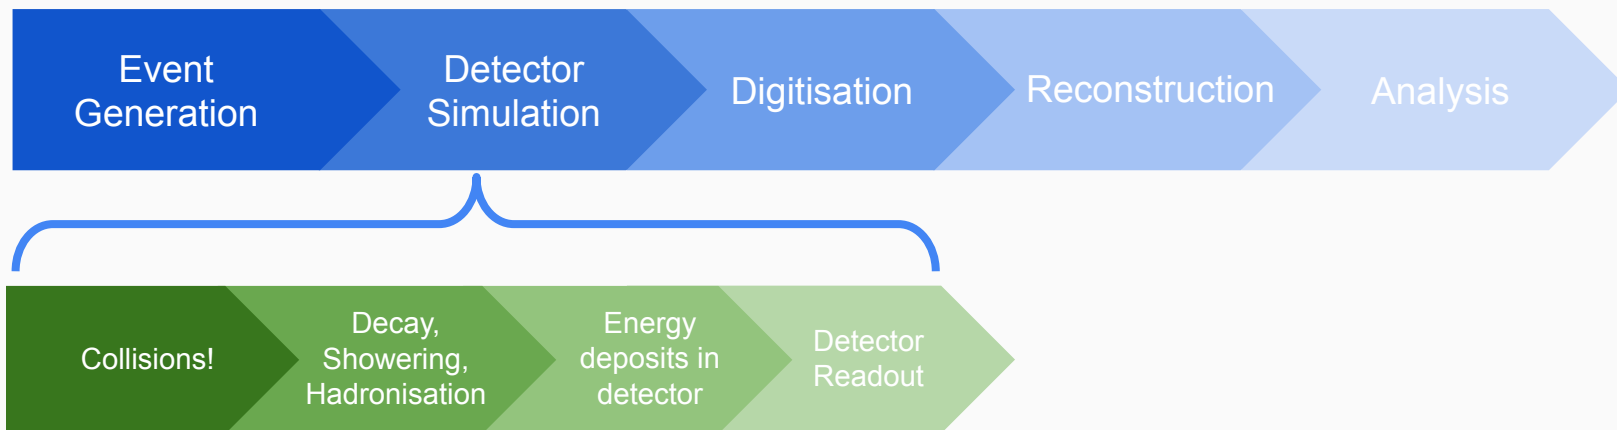 Event
Generation
Detector
Simulation
Digitisation
Reconstruction
Analysis
Collisions!
Decay,
Showering,
Hadronisation
Energy
deposits in
detector
Detector
Readout